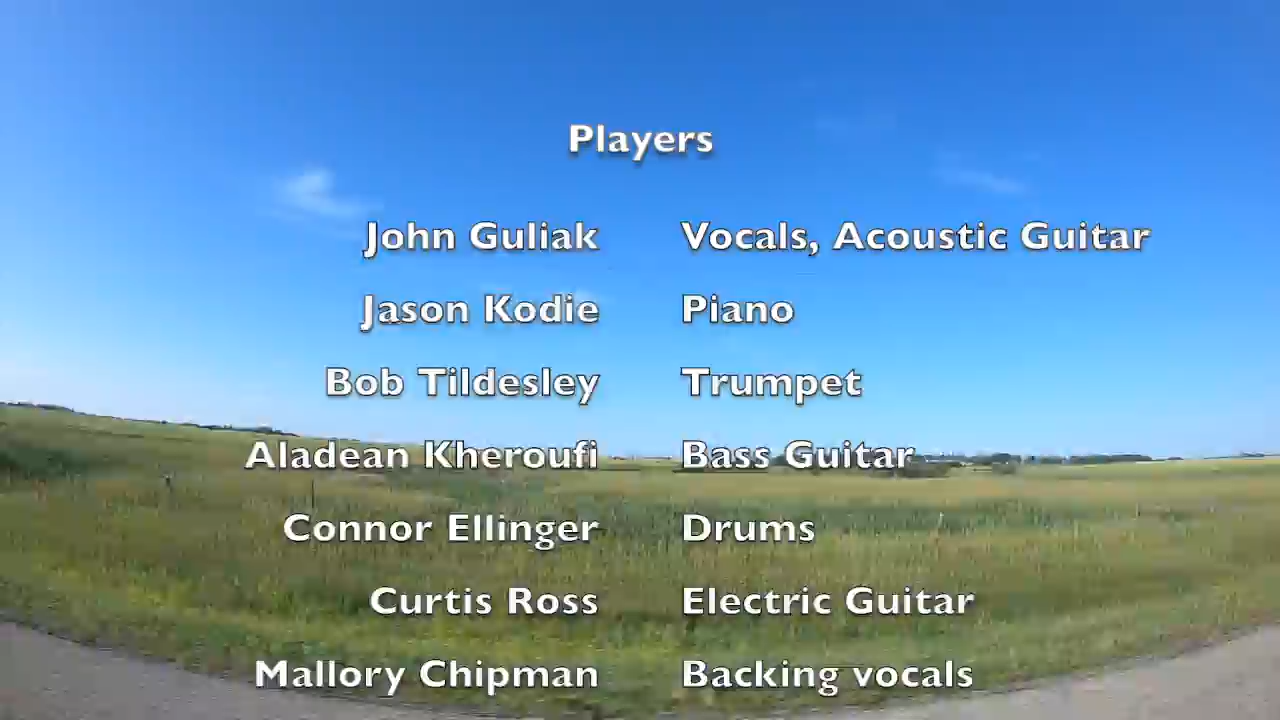 Players
John Guliak Vocals, Acoustic Guitar
Jason Kodie Piano
Bob Tildesley Trumpet
Aladean Kheroufi Bass Guitar
Connor Ellinger Drums
Curtis Ross Electric Guitar
Mallory Chipman Backing vocals